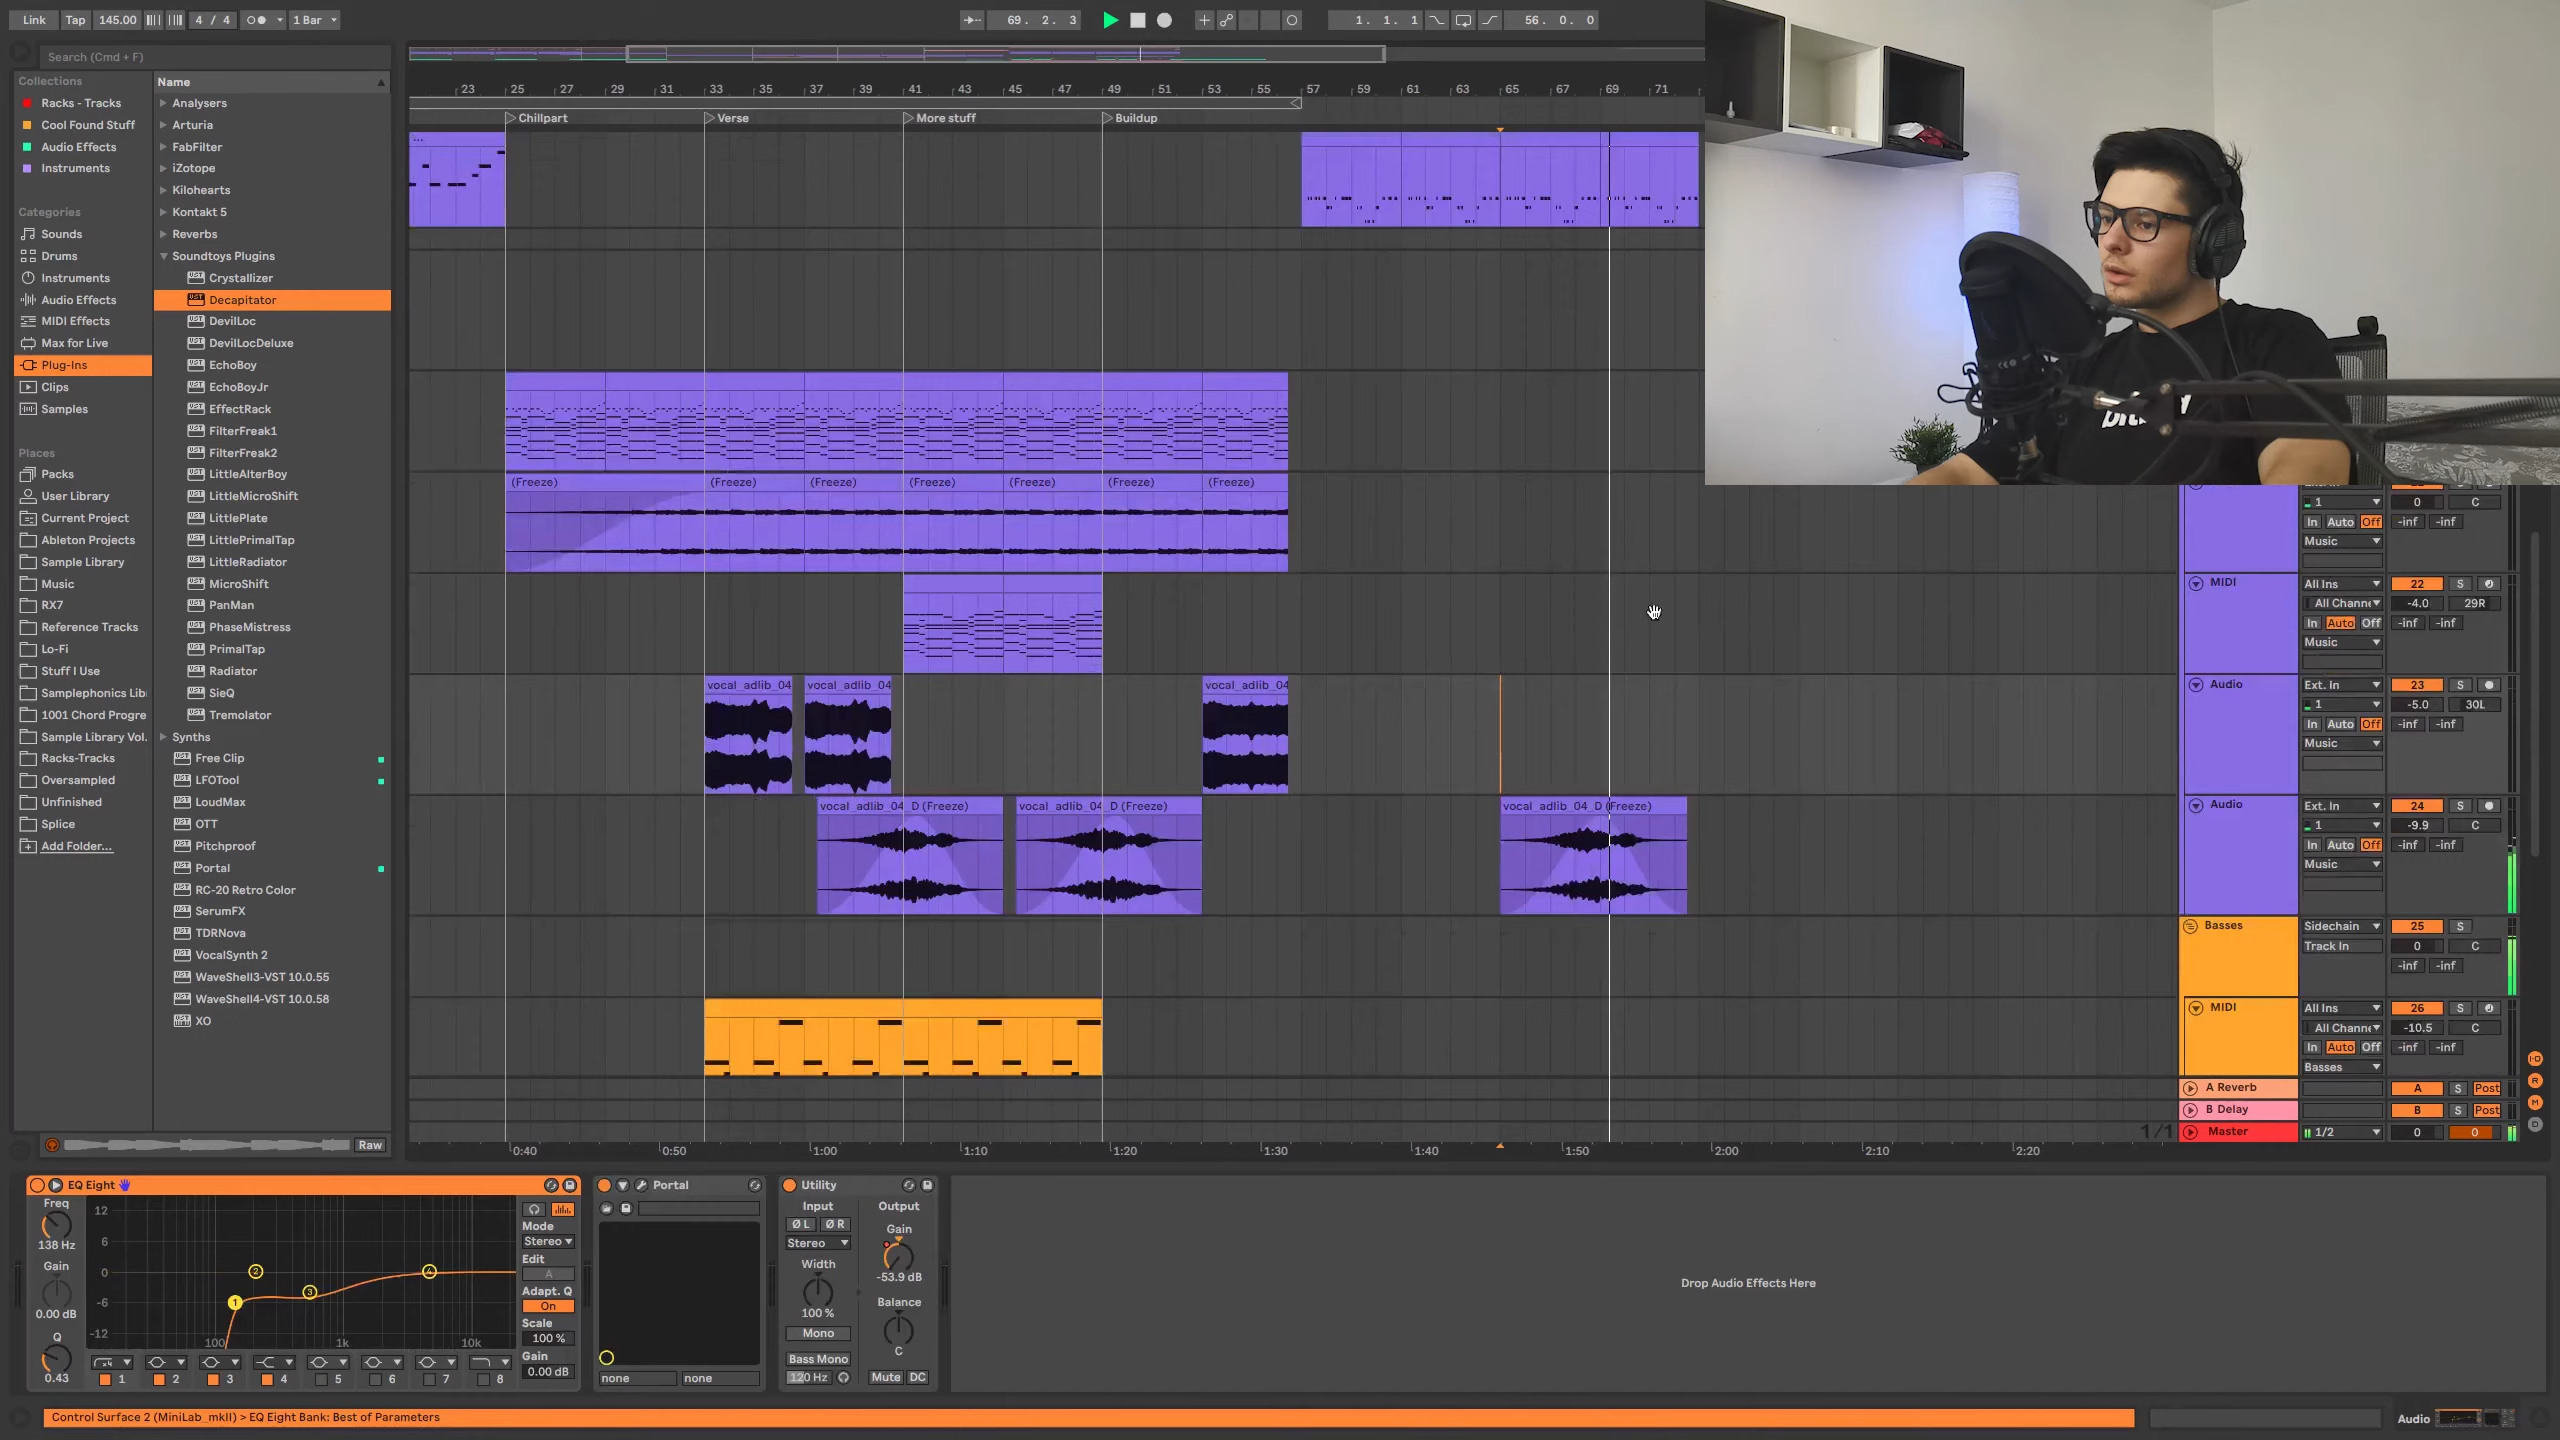 Link Tap 145.00 4 / 4 1 Bar
69. 2. 3
1. 1. 1
56. 0. 0
Search (Cmd + F)
Collections
Racks - Tracks
Cool Found Stuff
Audio Effects
Instruments
Categories
Sounds
Drums
Instruments
Audio Effects
MIDI Effects
Max for Live
Plug-Ins
Clips
Samples
Places
Packs
User Library
Current Project
Ableton Projects
Sample Library
Music
RX7
Reference Tracks
Lo-Fi
Stuff I Use
Samplephonics Lib
1001 Chord Progre
Sample Library Vol.
Racks-Tracks
Oversampled
Unfinished
Splice
Add Folder...
Name
Analysers
Arturia
FabFilter
iZotope
Kilohearts
Kontakt 5
Reverbs
Soundtoys Plugins
Crystallizer
Decapitator
DevilLoc
DevilLocDeluxe
EchoBoy
EchoBoyJr
EffectRack
FilterFreak1
FilterFreak2
LittleAlterBoy
LittleMicroShift
LittlePlate
LittlePrimalTap
LittleRadiator
MicroShift
PanMan
PhaseMistress
PrimalTap
Radiator
SieQ
Tremolator
Synths
Free Clip
LFOTool
LoudMax
OTT
Pitchproof
Portal
RC-20 Retro Color
SerumFX
TDRNova
VocalSynth 2
WaveShell3-VST 10.0.55
WaveShell4-VST 10.0.58
XO
Raw
23 25 27 29 31 33 35 37 39 41 43 45 47 49 51 53 55 57 59 61 63 65 67 69 71
Chillpart Verse More stuff Buildup
...
(Freeze) (Freeze) (Freeze) (Freeze) (Freeze) (Freeze) (Freeze)
vocal_adlib_04 vocal_adlib_04 vocal_adlib_04
vocal_adlib_04_D (Freeze) vocal_adlib_04_D (Freeze) vocal_adlib_04_D (Freeze)
0:40 0:50 1:00 1:10 1:20 1:30 1:40 1:50 2:00 2:10 2:20
1/1
1 0 C
In Auto Off -inf -inf
Music
MIDI All Ins 22 S
All Channe -4.0 29R
In Auto Off -inf -inf
Music
Audio Ext. In 23 S
1 -5.0 30L
In Auto Off -inf -inf
Music
Audio Ext. In 24 S
1 -9.9 C
In Auto Off -inf -inf
Music
Basses Sidechain 25 S
Track In 0 C
-inf -inf
MIDI All Ins 26 S
All Channe -10.5 C
In Auto Off -inf -inf
Basses
A Reverb A S Post
B Delay B S Post
Master 1/2 0 0
I-O
R
M
D
EQ Eight
Freq
138 Hz
Gain
0.00 dB
Q
0.43
12
6
0
-6
-12
100 1k 10k
1 2 3 4
1 2 3 4 5 6 7 8
Mode
Stereo
Edit
A
Adapt. Q
On
Scale
100 %
Gain
0.00 dB
Portal
none none
Utility
Input
Ø L Ø R
Stereo
Width
100 %
Mono
Bass Mono
120 Hz
Output
Gain
-53.9 dB
Balance
C
Mute DC
Drop Audio Effects Here
Control Surface 2 (MiniLab_mkII) > EQ Eight Bank: Best of Parameters
Audio